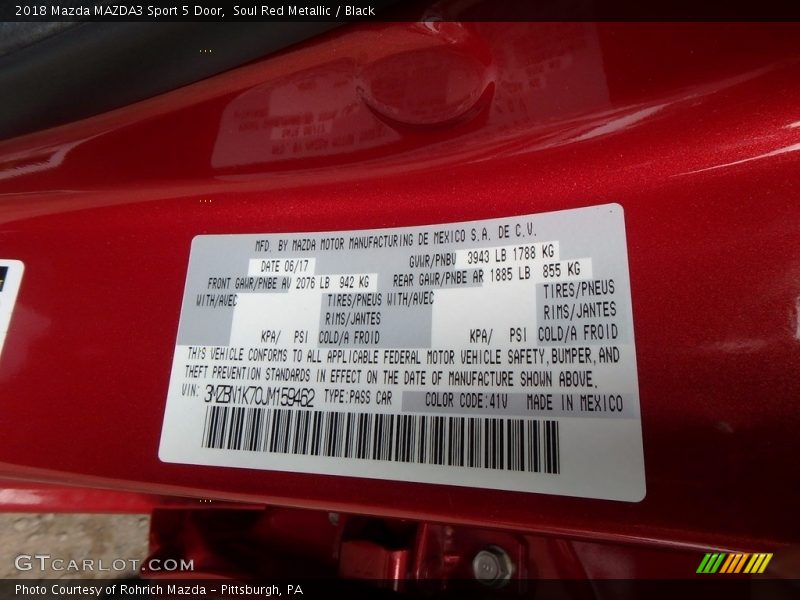 2018 Mazda MAZDA3 Sport 5 Door, Soul Red Metallic / Black
MFD. BY MAZDA MOTOR MANUFACTURING DE MEXICO S.A. DE C.V.
DATE 06/17 GVWR/PNBV 3943 LB 1788 KG
FRONT GAWR/PNBE AV 2076 LB 942 KG REAR GAWR/PNBE AR 1885 LB 855 KG
WITH/AVEC TIRES/PNEUS WITH/AVEC TIRES/PNEUS
RIMS/JANTES RIMS/JANTES
KPA/ PSI COLD/A FROID KPA/ PSI COLD/A FROID
THIS VEHICLE CONFORMS TO ALL APPLICABLE FEDERAL MOTOR VEHICLE SAFETY, BUMPER, AND
THEFT PREVENTION STANDARDS IN EFFECT ON THE DATE OF MANUFACTURE SHOWN ABOVE.
VIN: 3MZBN1K70JM159462 TYPE:PASS CAR COLOR CODE:41V MADE IN MEXICO
GTCARLOT.COM
Photo Courtesy of Rohrich Mazda - Pittsburgh, PA